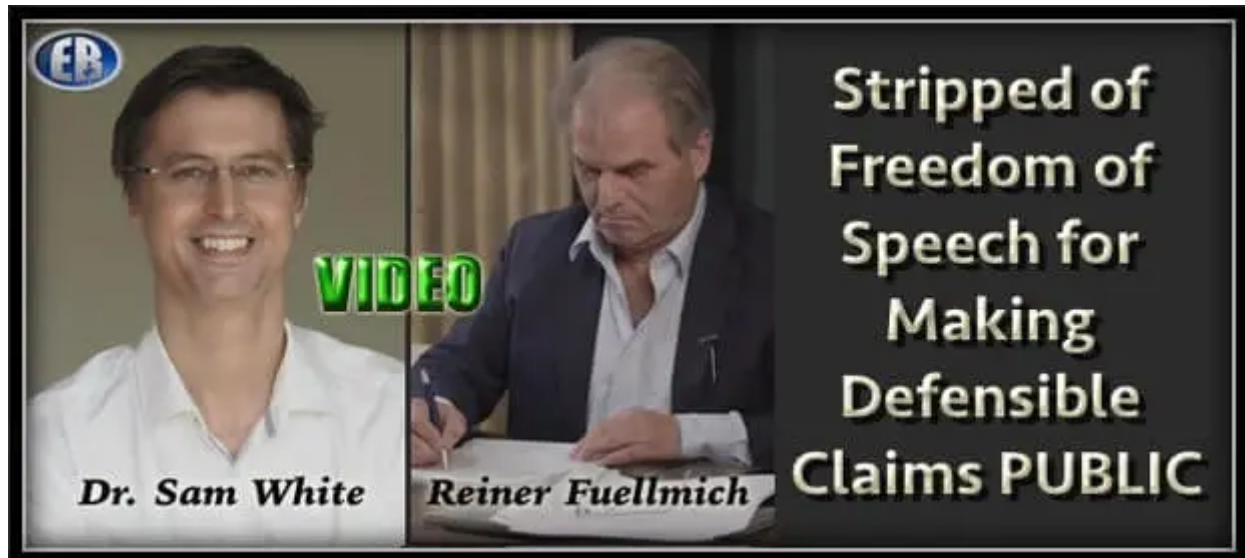 EB
VIDEO
Dr. Sam White
Reiner Fuellmich
Stripped of
Freedom of
Speech for
Making
Defensible
Claims PUBLIC